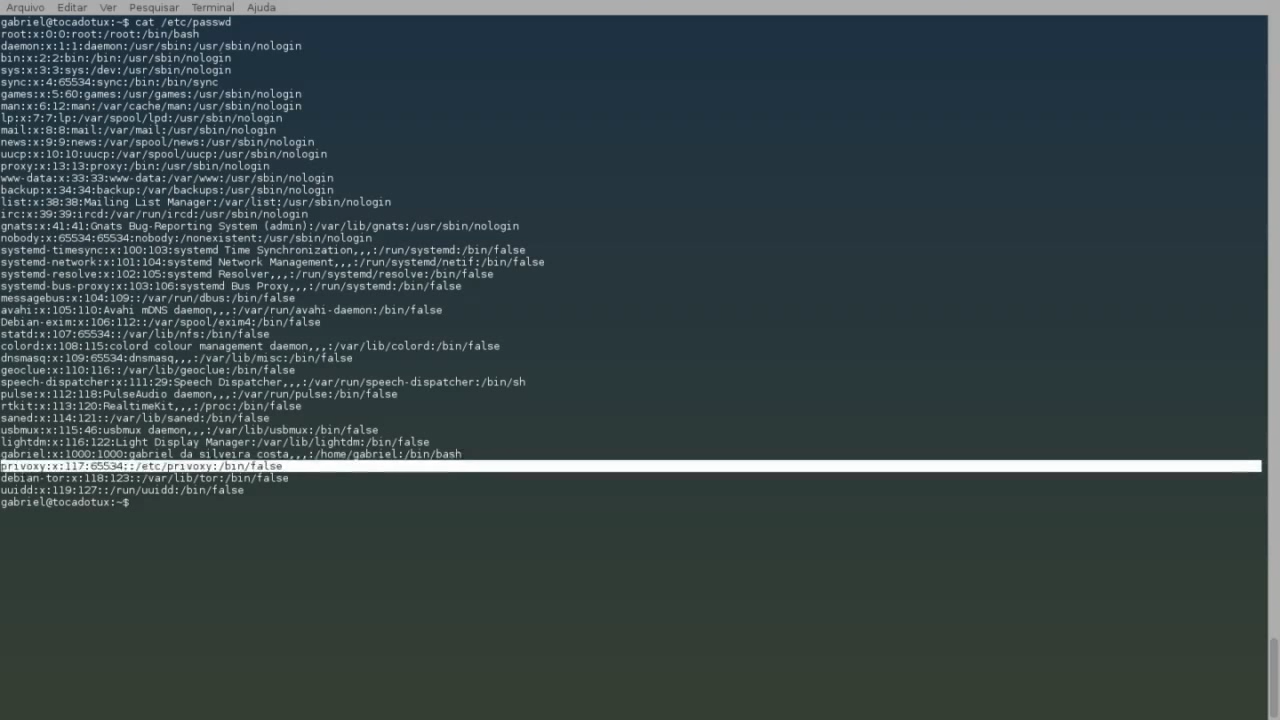 Arquivo Editar Ver Pesquisar Terminal Ajuda
gabriel@tocadotux:~$ cat /etc/passwd
root:x:0:0:root:/root:/bin/bash
daemon:x:1:1:daemon:/usr/sbin:/usr/sbin/nologin
bin:x:2:2:bin:/bin:/usr/sbin/nologin
sys:x:3:3:sys:/dev:/usr/sbin/nologin
sync:x:4:65534:sync:/bin:/bin/sync
games:x:5:60:games:/usr/games:/usr/sbin/nologin
man:x:6:12:man:/var/cache/man:/usr/sbin/nologin
lp:x:7:7:lp:/var/spool/lpd:/usr/sbin/nologin
mail:x:8:8:mail:/var/mail:/usr/sbin/nologin
news:x:9:9:news:/var/spool/news:/usr/sbin/nologin
uucp:x:10:10:uucp:/var/spool/uucp:/usr/sbin/nologin
proxy:x:13:13:proxy:/bin:/usr/sbin/nologin
www-data:x:33:33:www-data:/var/www:/usr/sbin/nologin
backup:x:34:34:backup:/var/backups:/usr/sbin/nologin
list:x:38:38:Mailing List Manager:/var/list:/usr/sbin/nologin
irc:x:39:39:ircd:/var/run/ircd:/usr/sbin/nologin
gnats:x:41:41:Gnats Bug-Reporting System (admin):/var/lib/gnats:/usr/sbin/nologin
nobody:x:65534:65534:nobody:/nonexistent:/usr/sbin/nologin
systemd-timesync:x:100:103:systemd Time Synchronization,,,:/run/systemd:/bin/false
systemd-network:x:101:104:systemd Network Management,,,:/run/systemd/netif:/bin/false
systemd-resolve:x:102:105:systemd Resolver,,,:/run/systemd/resolve:/bin/false
systemd-bus-proxy:x:103:106:systemd Bus Proxy,,,:/run/systemd:/bin/false
messagebus:x:104:109::/var/run/dbus:/bin/false
avahi:x:105:110:Avahi mDNS daemon,,,:/var/run/avahi-daemon:/bin/false
Debian-exim:x:106:112::/var/spool/exim4:/bin/false
statd:x:107:65534::/var/lib/nfs:/bin/false
colord:x:108:115:colord colour management daemon,,,:/var/lib/colord:/bin/false
dnsmasq:x:109:65534:dnsmasq,,,:/var/lib/misc:/bin/false
geoclue:x:110:116::/var/lib/geoclue:/bin/false
speech-dispatcher:x:111:29:Speech Dispatcher,,,:/var/run/speech-dispatcher:/bin/sh
pulse:x:112:118:PulseAudio daemon,,,:/var/run/pulse:/bin/false
rtkit:x:113:120:RealtimeKit,,,:/proc:/bin/false
saned:x:114:121::/var/lib/saned:/bin/false
usbmux:x:115:46:usbmux daemon,,,:/var/lib/usbmux:/bin/false
lightdm:x:116:122:Light Display Manager:/var/lib/lightdm:/bin/false
gabriel:x:1000:1000:gabriel da silveira costa,,,:/home/gabriel:/bin/bash
privoxy:x:117:65534::/etc/privoxy:/bin/false
debian-tor:x:118:123::/var/lib/tor:/bin/false
uuidd:x:119:127::/run/uuidd:/bin/false
gabriel@tocadotux:~$